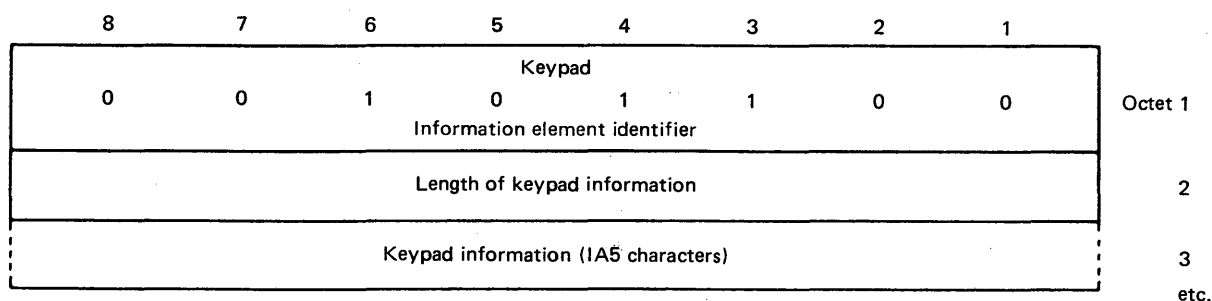 8 7 6 5 4 3 2 1
Keypad
0 0 1 0 1 1 0 0 Octet 1
Information element identifier
Length of keypad information 2
Keypad information (IA5 characters) 3
etc.